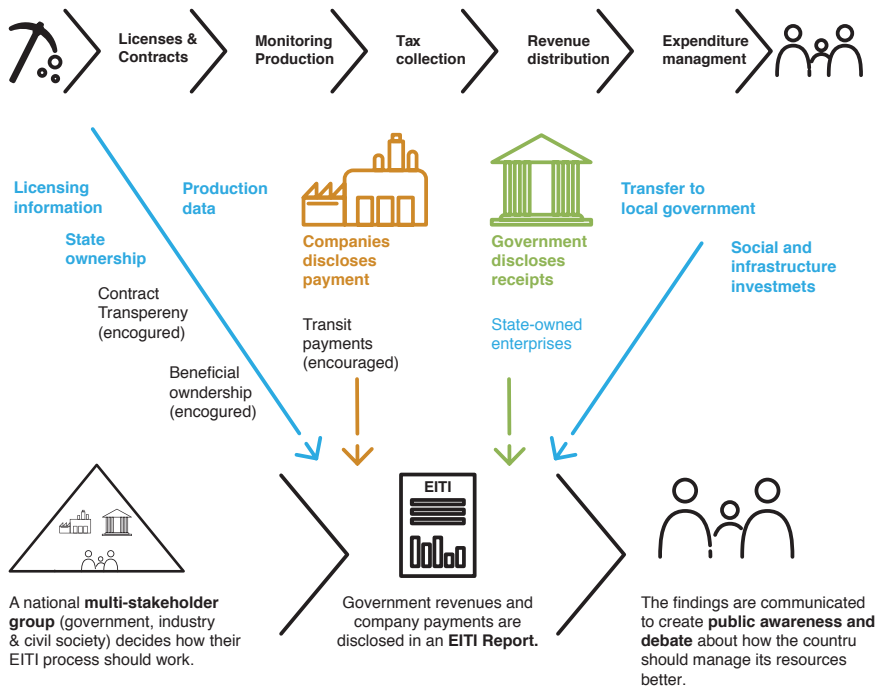 Licenses &
Contracts
Monitoring
Production
Tax
collection
Revenue
distribution
Expenditure
managment
Licensing
information
State
ownership
Contract
Transpereny
(encogured)
Beneficial
owndership
(encogured)
Production
data
Companies
discloses
payment
Transit
payments
(encouraged)
Government
discloses
receipts
State-owned
enterprises
Transfer to
local government
Social and
infrastructure
investmets
A national multi-stakeholder
group (government, industry
& civil society) decides how their
EITI process should work.
EITI
Government revenues and
company payments are
disclosed in an EITI Report.
The findings are communicated
to create public awareness and
debate about how the countru
should manage its resources
better.